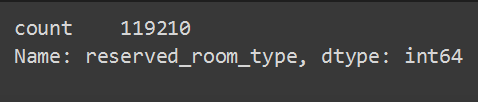 count    119210
Name: reserved_room_type, dtype: int64